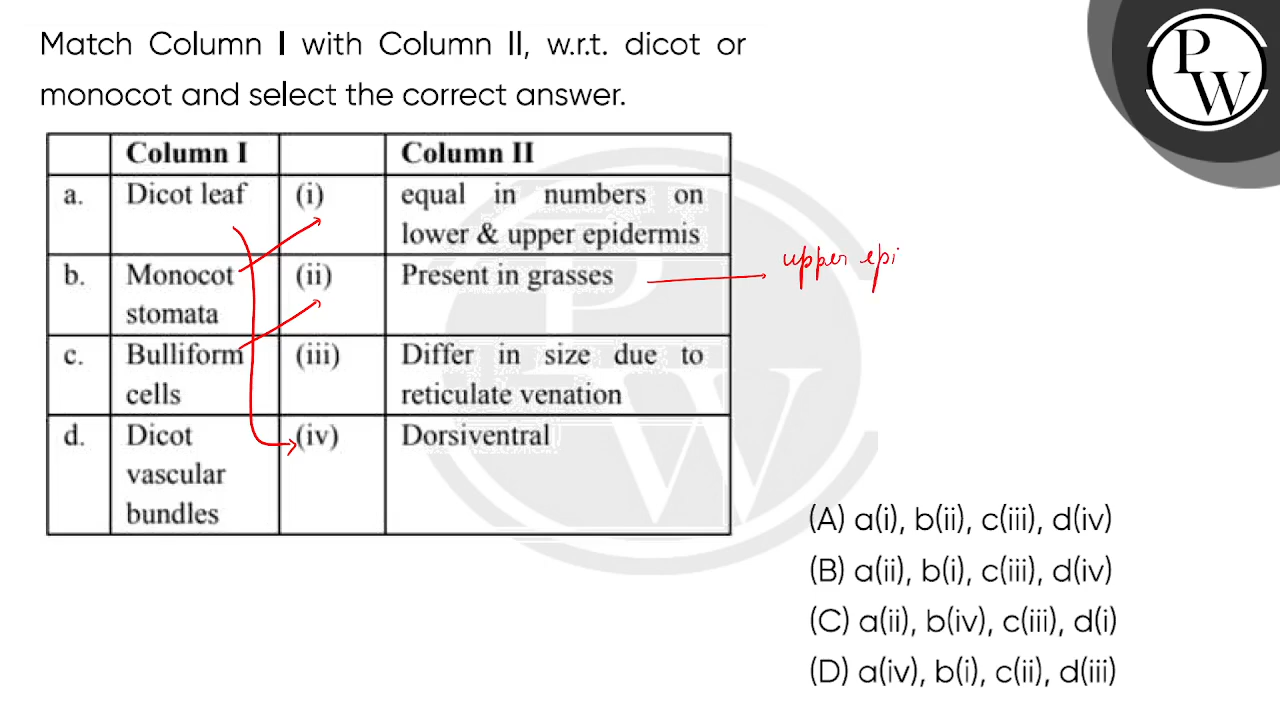 Match Column I with Column II, w.r.t. dicot or
monocot and select the correct answer.
PW
Column I Column II
a. Dicot leaf (i) equal in numbers on
lower & upper epidermis
b. Monocot (ii) Present in grasses
stomata
upper epi
c. Bulliform (iii) Differ in size due to
cells reticulate venation
d. Dicot (iv) Dorsiventral
vascular
bundles
(A) a(i), b(ii), c(iii), d(iv)
(B) a(ii), b(i), c(iii), d(iv)
(C) a(ii), b(iv), c(iii), d(i)
(D) a(iv), b(i), c(ii), d(iii)